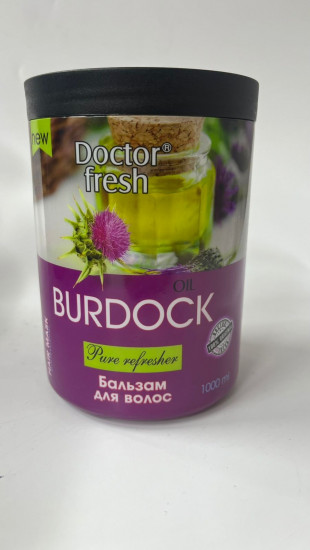 new
Doctor®
fresh
OIL
BURDOCK
Pure refresher
Бальзам
для волос
1000 ml